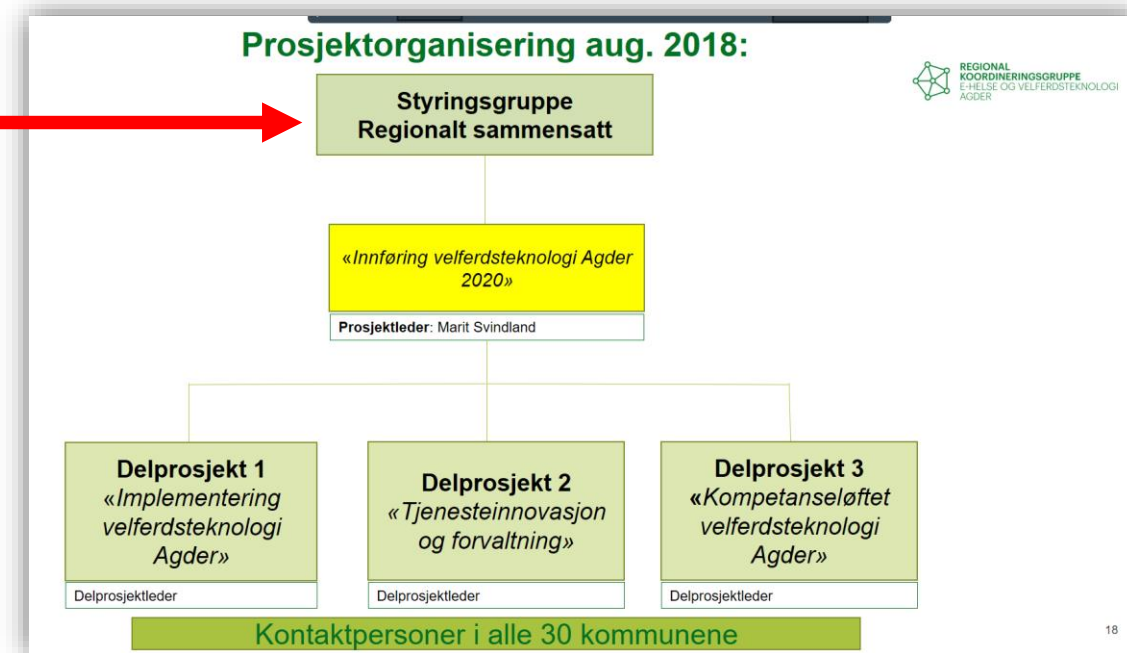 Prosjektorganisering aug. 2018:
REGIONAL
KOORDINERINGSGRUPPE
E-HELSE OG VELFERDSTEKNOLOGI
AGDER
Styringsgruppe
Regionalt sammensatt
«Innføring velferdsteknologi Agder
2020»
Prosjektleder: Marit Svindland
Delprosjekt 1
«Implementering
velferdsteknologi
Agder»
Delprosjektleder
Delprosjekt 2
«Tjenesteinnovasjon
og forvaltning»
Delprosjektleder
Delprosjekt 3
«Kompetanseløftet
velferdsteknologi
Agder»
Delprosjektleder
Kontaktpersoner i alle 30 kommunene
18